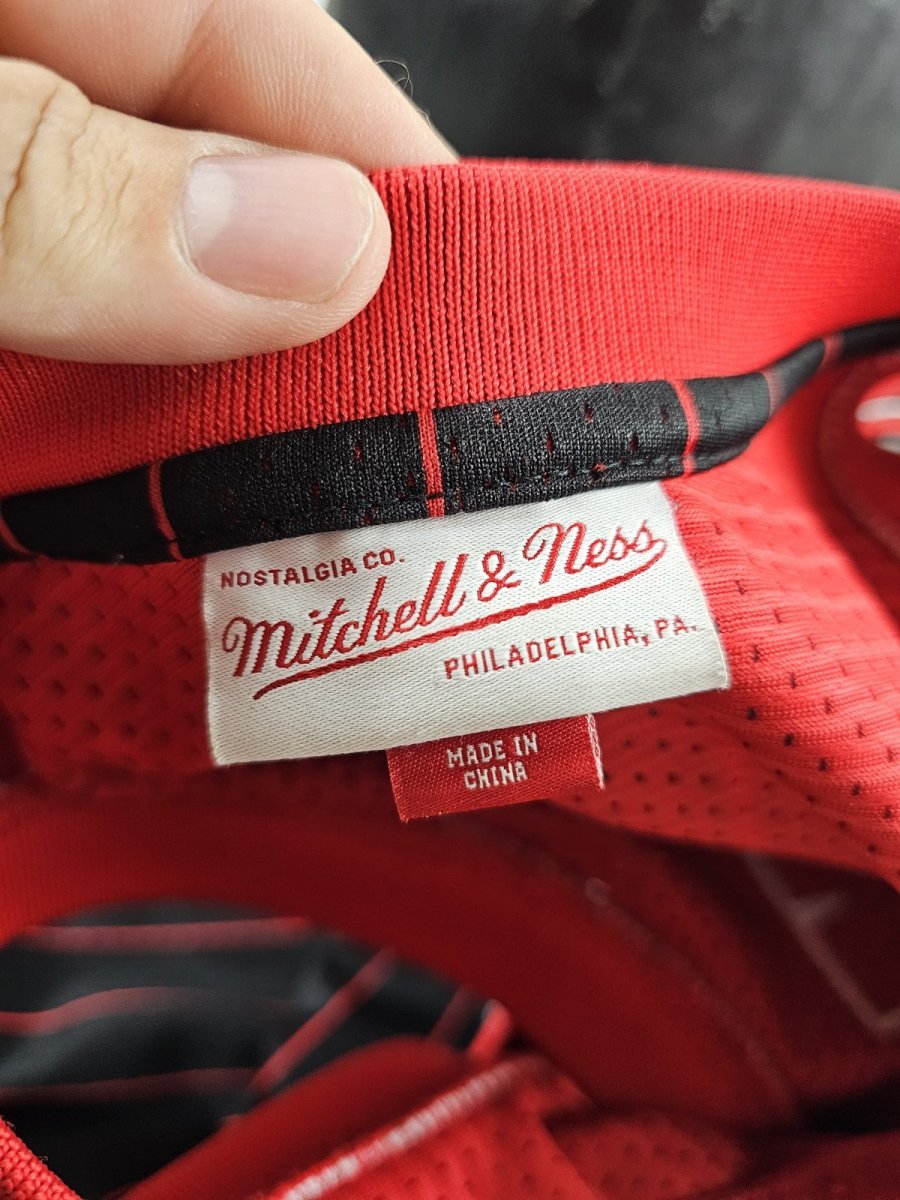 NOSTALGIA CO.
Mitchell & Ness
PHILADELPHIA, PA.
MADE IN
CHINA